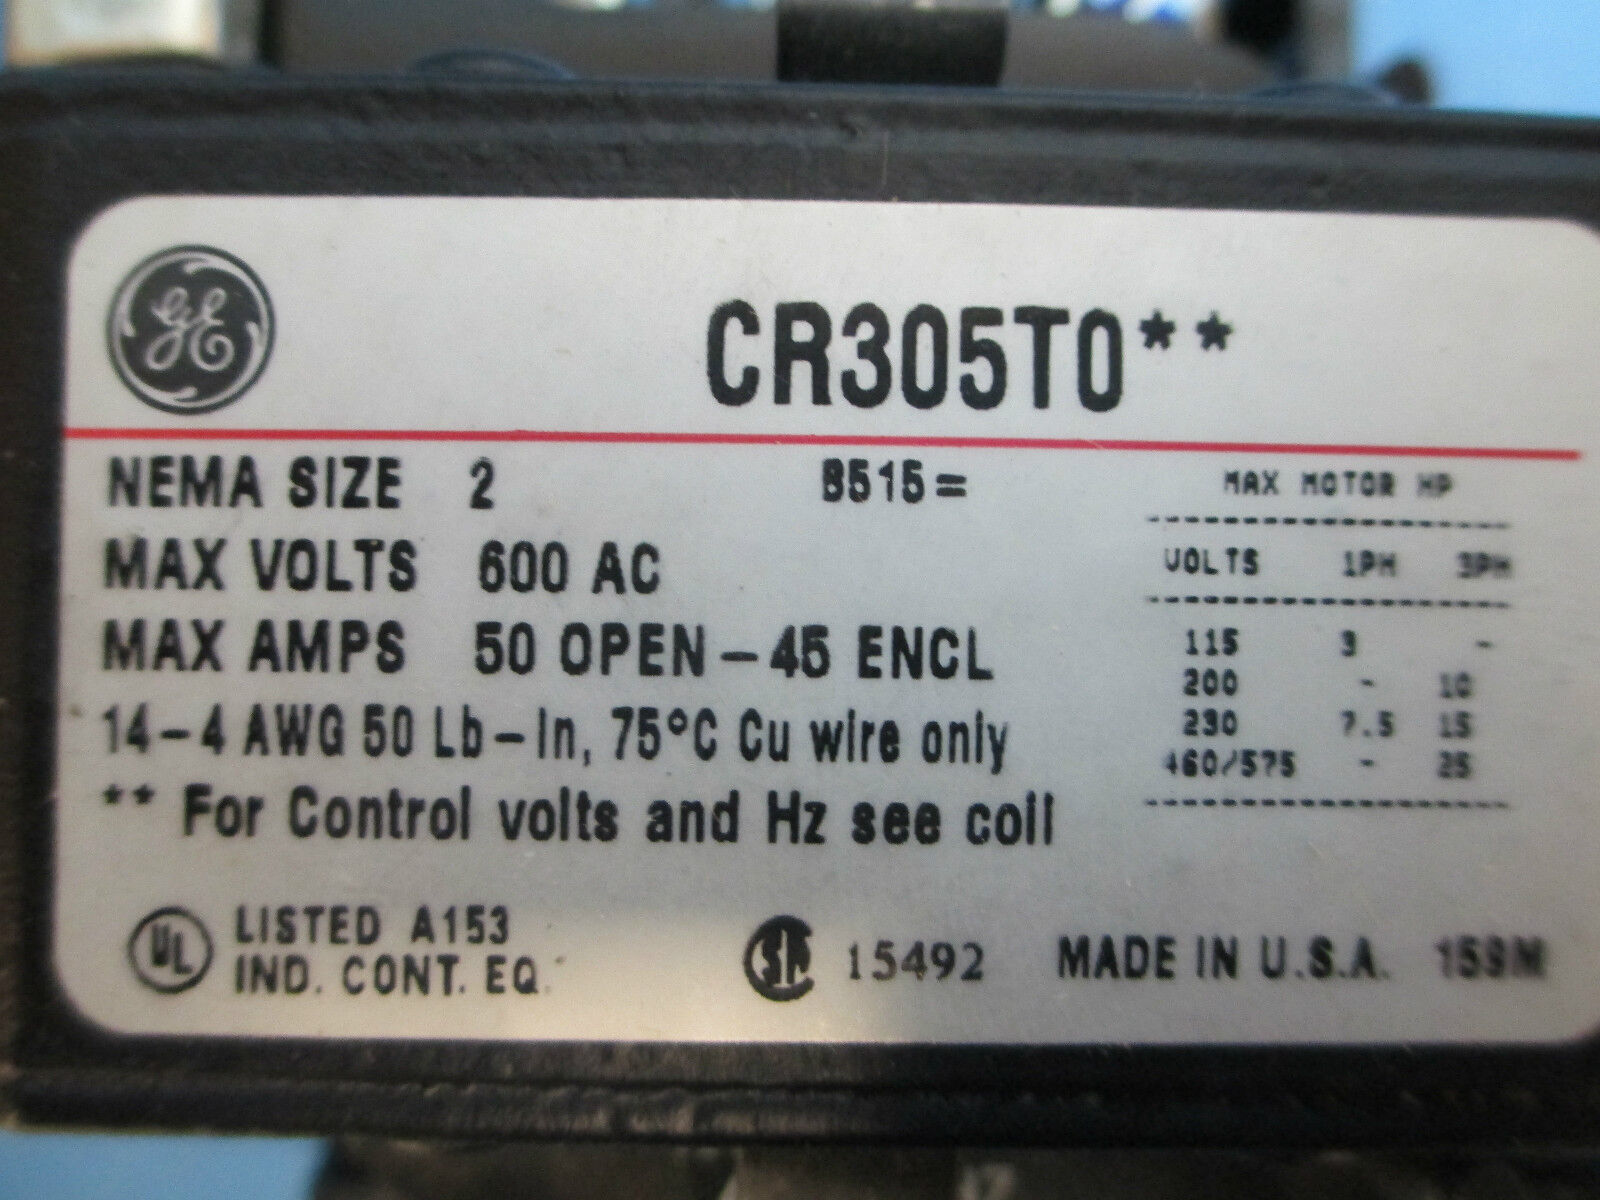 GE
CR305T0**
NEMA SIZE 2 B515=
MAX VOLTS 600 AC
MAX AMPS 50 OPEN - 45 ENCL
14-4 AWG 50 Lb-In, 75°C Cu wire only
** For Control volts and Hz see coil
MAX MOTOR HP
VOLTS 1PH 3PH
115 3 -
200 - 10
230 7.5 15
460/575 - 25
UL LISTED A153
IND. CONT. EQ.
SA 15492 MADE IN U.S.A. 159M